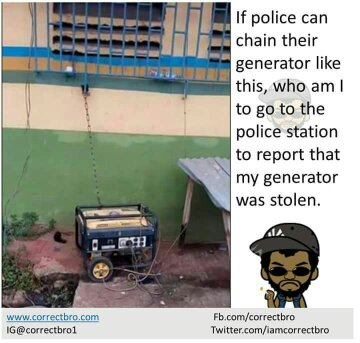 If police can
chain their
generator like
this, who am I
to go to the
police station
to report that
my generator
was stolen.
www.correctbro.com
Fb.com/correctbro
IG@correctbro1
Twitter.com/iamcorrectbro